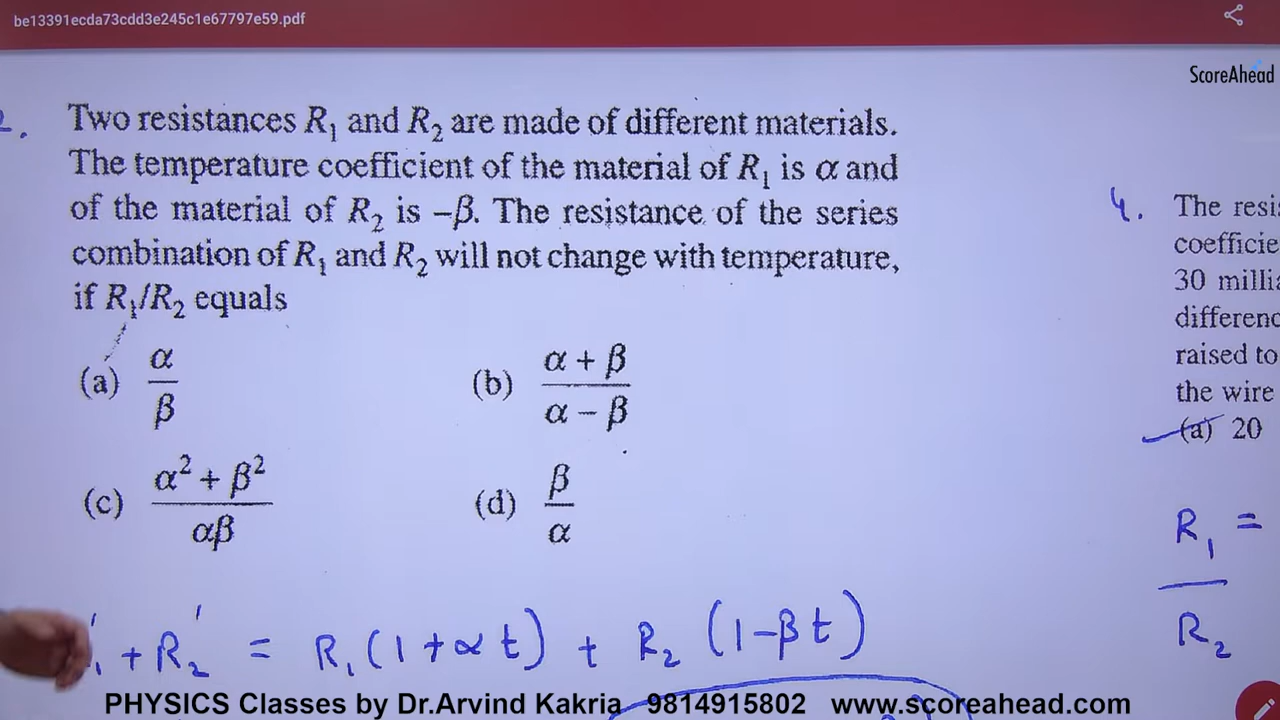 be13391ecda73cdd3e245c1e67797e59.pdf
ScoreAhead
2. Two resistances R₁ and R₂ are made of different materials.
The temperature coefficient of the material of R₁ is α and
of the material of R₂ is –β. The resistance of the series
combination of R₁ and R₂ will not change with temperature,
if R₁/R₂ equals
(a) α/β
(b) α + β / α – β
(c) α² + β² / αβ
(d) β/α
+ R₂' = R₁(1+αt) + R₂(1-βt)
4. The resis
coefficie
30 millia
differenc
raised to
the wire
(a) 20
R₁ =
R₂
PHYSICS Classes by Dr.Arvind Kakria 9814915802 www.scoreahead.com